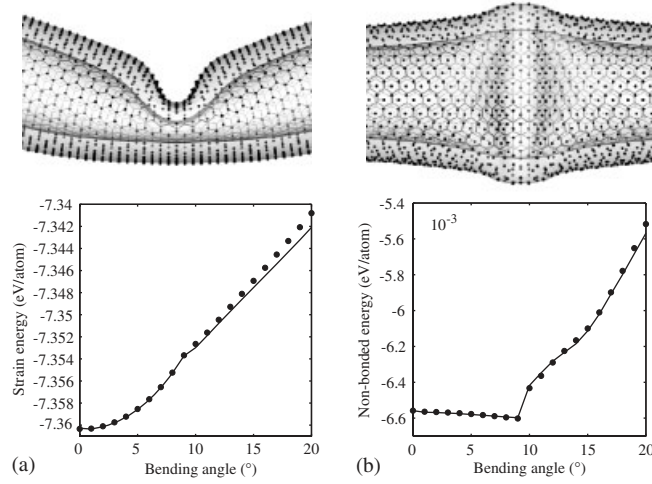 -7.34
-7.342
-7.344
-7.346
-7.348
-7.35
-7.352
-7.354
-7.356
-7.358
-7.36
Strain energy (eV/atom)
0 5 10 15 20
Bending angle (°)
(a)
-5.4
-5.6
-5.8
-6
-6.2
-6.4
-6.6
10-3
Non-bonded energy (eV/atom)
0 5 10 15 20
Bending angle (°)
(b)